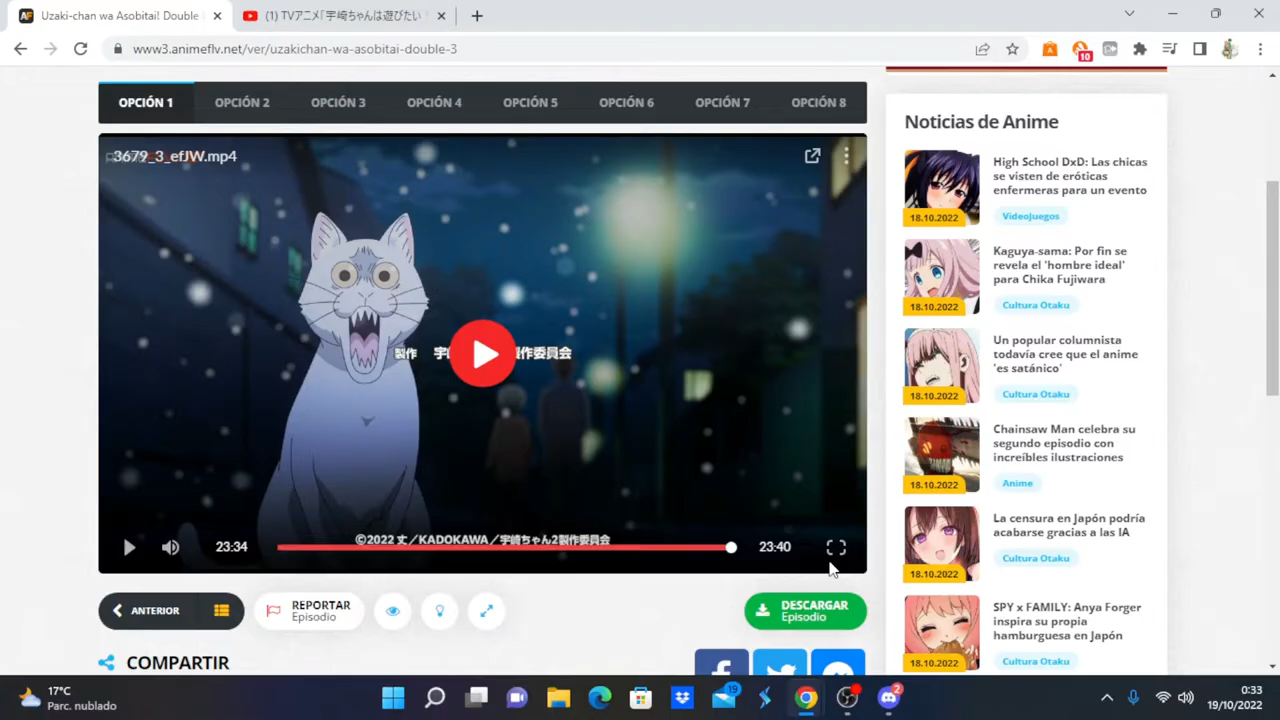 Uzaki-chan wa Asobitai! Double
(1) TVアニメ「宇崎ちゃんは遊びたい
www3.animeflv.net/ver/uzakichan-wa-asobitai-double-3
10
OPCIÓN 1
OPCIÓN 2
OPCIÓN 3
OPCIÓN 4
OPCIÓN 5
OPCIÓN 6
OPCIÓN 7
OPCIÓN 8
3679_3_efJW.mp4
製作 宇
製作委員会
©2022 丈／KADOKAWA／宇崎ちゃん2製作委員会
23:34
23:40
ANTERIOR
REPORTAR
Episodio
DESCARGAR
Episodio
COMPARTIR
Noticias de Anime
High School DxD: Las chicas
se visten de eróticas
enfermeras para un evento
18.10.2022
VideoJuegos
Kaguya-sama: Por fin se
revela el 'hombre ideal'
para Chika Fujiwara
18.10.2022
Cultura Otaku
Un popular columnista
todavía cree que el anime
'es satánico'
18.10.2022
Cultura Otaku
Chainsaw Man celebra su
segundo episodio con
increíbles ilustraciones
18.10.2022
Anime
La censura en Japón podría
acabarse gracias a las IA
18.10.2022
Cultura Otaku
SPY x FAMILY: Anya Forger
inspira su propia
hamburguesa en Japón
18.10.2022
Cultura Otaku
17°C
Parc. nublado
19
2
0:33
19/10/2022